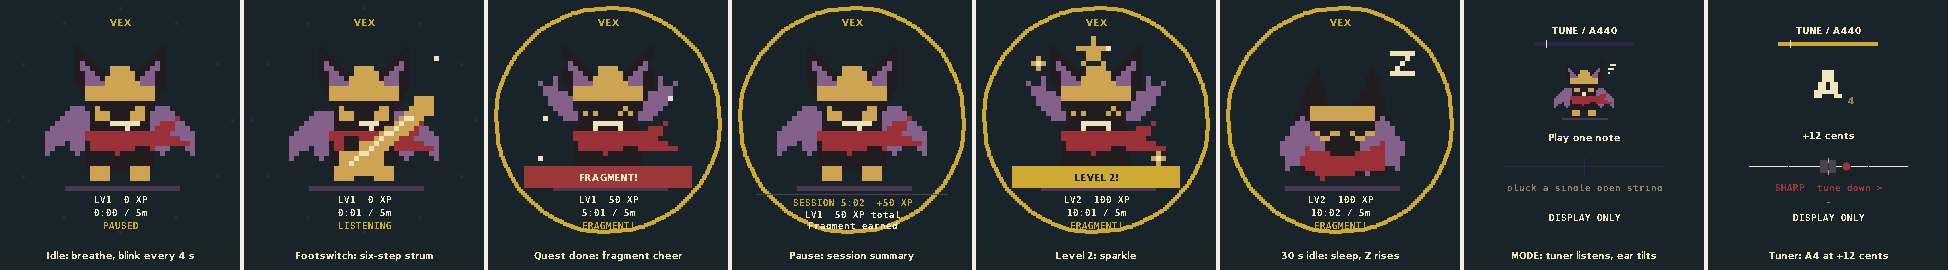 VEX
LV1 0 XP
0:00 / 5m
PAUSED
Idle: breathe, blink every 4 s
VEX
LV1 0 XP
0:01 / 5m
LISTENING
Footswitch: six-step strum
VEX
FRAGMENT!
LV1 50 XP
5:01 / 5m
FRAGMENT!
Quest done: fragment cheer
VEX
SESSION 5:02 +50 XP
LV1 50 XP total
Fragment earned
Pause: session summary
VEX
LEVEL 2!
LV2 100 XP
10:01 / 5m
FRAGMENT!
Level 2: sparkle
VEX
Z
LV2 100 XP
10:02 / 5m
FRAGMENT!
30 s idle: sleep, Z rises
TUNE / A440
Play one note
pluck a single open string
DISPLAY ONLY
MODE: tuner listens, ear tilts
TUNE / A440
A4
+12 cents
SHARP tune down >
DISPLAY ONLY
Tuner: A4 at +12 cents